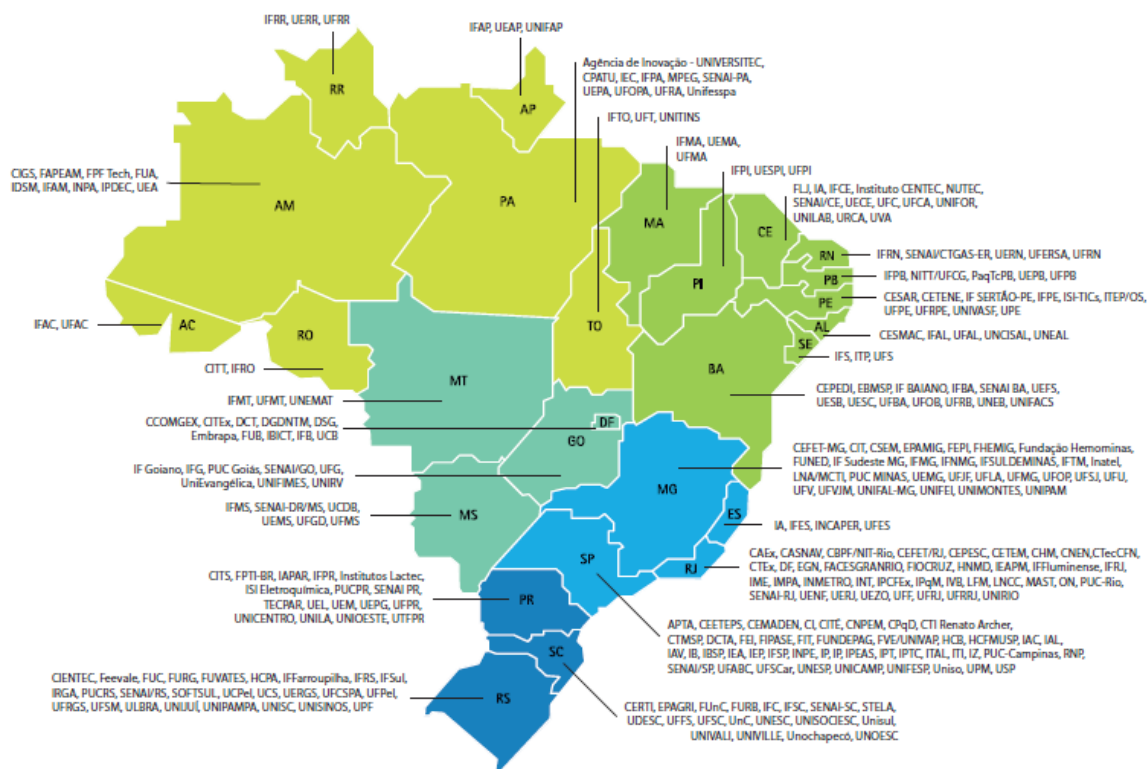 IFRR, UERR, UFRR
IFAP, UEAP, UNIFAP
RR
AP
Agência de Inovação - UNIVERSITEC,
CPATU, IEC, IFPA, MPEG, SENAI-PA,
UEPA, UFOPA, UFRA, Unifesspa
IFTO, UFT, UNITINS
IFMA, UEMA,
UFMA
IFPI, UESPI, UFPI
CIGS, FAPEAM, FPF Tech, FUA,
IDSM, IFAM, INPA, IPDEC, UEA
FLJ, IA, IFCE, Instituto CENTEC, NUTEC,
SENAI/CE, UECE, UFC, UFCA, UNIFOR,
UNILAB, URCA, UVA
AM
PA
MA
CE
RN
IFRN, SENAI/CTGAS-ER, UERN, UFERSA, UFRN
PB
IFPB, NITT/UFCG, PaqTcPB, UEPB, UFPB
PI
PE
CESAR, CETENE, IF SERTÃO-PE, IFPE, ISI-TICs, ITEP/OS,
UFPE, UFRPE, UNIVASF, UPE
IFAC, UFAC
AC
RO
TO
AL
CESMAC, IFAL, UFAL, UNCISAL, UNEAL
SE
IFS, ITP, UFS
CITT, IFRO
MT
BA
IFMT, UFMT, UNEMAT
CEPEDI, EBMSP, IF BAIANO, IFBA, SENAI BA, UEFS,
UESB, UESC, UFBA, UFOB, UFRB, UNEB, UNIFACS
CCOMGEX, CITEx, DCT, DGDNTM, DSG,
Embrapa, FUB, IBICT, IFB, UCB
DF
GO
IF Goiano, IFG, PUC Goiás, SENAI/GO, UFG,
UniEvangélica, UNIFIMES, UNIRV
CEFET-MG, CIT, CSEM, EPAMIG, FEPI, FHEMIG, Fundação Hemominas,
FUNED, IF Sudeste MG, IFMG, IFNMG, IFSULDEMINAS, IFTM, Inatel,
LNA/MCTI, PUC MINAS, UEMG, UFJF, UFLA, UFMG, UFOP, UFSJ, UFU,
UFV, UFVJM, UNIFAL-MG, UNIFEI, UNIMONTES, UNIPAM
MG
IFMS, SENAI-DR/MS, UCDB,
UEMS, UFGD, UFMS
MS
ES
IA, IFES, INCAPER, UFES
SP
RJ
CAEx, CASNAV, CBPF/NIT-Rio, CEFET/RJ, CEPESC, CETEM, CHM, CNEN,CTecCFN,
CTEx, DF, EGN, FACESGRANRIO, FIOCRUZ, HNMD, IEAPM, IFFluminense, IFRJ,
IME, IMPA, INMETRO, INT, IPCFEx, IPqM, IVB, LFM, LNCC, MAST, ON, PUC-Rio,
SENAI-RJ, UENF, UERJ, UEZO, UFF, UFRJ, UFRRJ, UNIRIO
CITS, FPTI-BR, IAPAR, IFPR, Institutos Lactec,
ISI Eletroquímica, PUCPR, SENAI PR,
TECPAR, UEL, UEM, UEPG, UFPR,
UNICENTRO, UNILA, UNIOESTE, UTFPR
PR
APTA, CEETEPS, CEMADEN, CI, CITÉ, CNPEM, CPqD, CTI Renato Archer,
CTMSP, DCTA, FEI, FIPASE, FIT, FUNDEPAG, FVE/UNIVAP, HCB, HCFMUSP, IAC, IAL,
IAV, IB, IBSP, IEA, IEP, IFSP, INPE, IP, IP, IPEAS, IPT, IPTC, ITAL, ITI, IZ, PUC-Campinas, RNP,
SENAI/SP, UFABC, UFSCar, UNESP, UNICAMP, UNIFESP, Uniso, UPM, USP
SC
CIENTEC, Feevale, FUC, FURG, FUVATES, HCPA, IFFarroupilha, IFRS, IFSul,
IRGA, PUCRS, SENAI/RS, SOFTSUL, UCPel, UCS, UERGS, UFCSPA, UFPel,
UFRGS, UFSM, ULBRA, UNIJUÍ, UNIPAMPA, UNISC, UNISINOS, UPF
RS
CERTI, EPAGRI, FUnC, FURB, IFC, IFSC, SENAI-SC, STELA,
UDESC, UFFS, UFSC, UnC, UNESC, UNISOCIESC, Unisul,
UNIVALI, UNIVILLE, Unochapecó, UNOESC